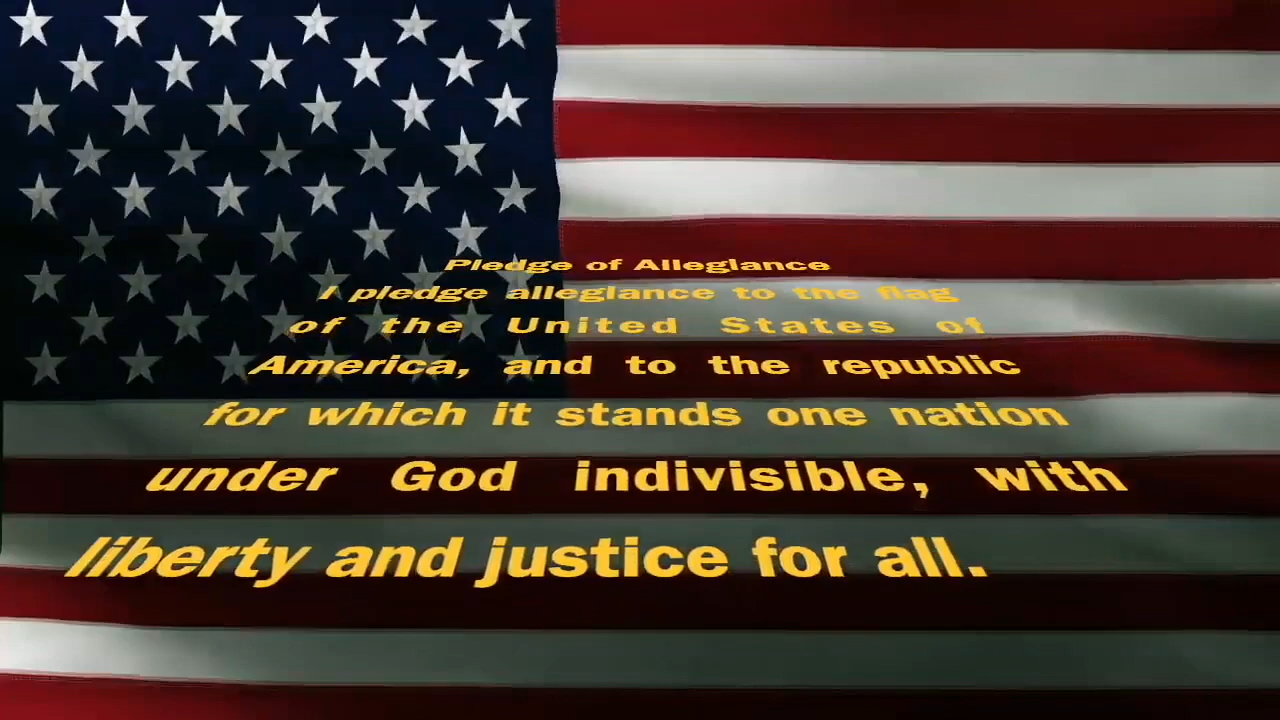 Pledge of Allegiance
I pledge allegiance to the flag
of the United States of
America, and to the republic
for which it stands one nation
under God indivisible, with
liberty and justice for all.